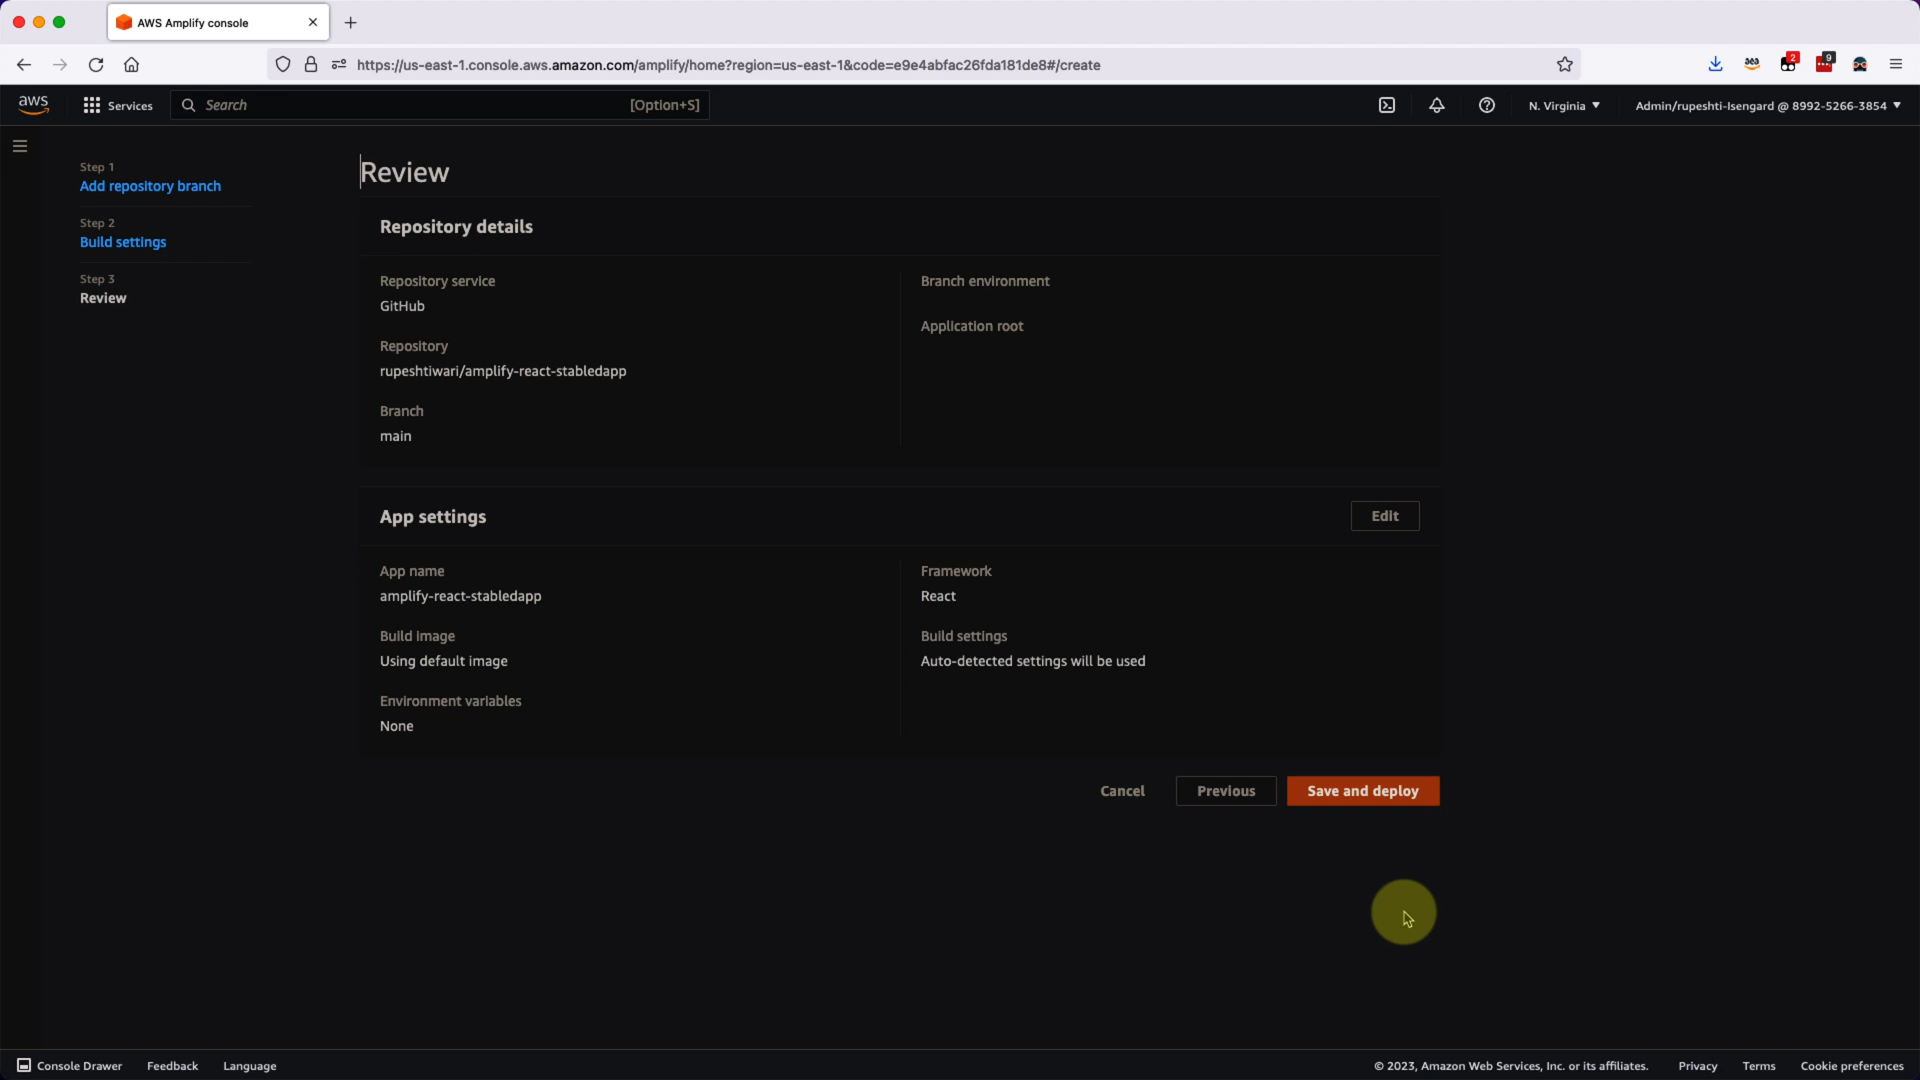 AWS Amplify console
https://us-east-1.console.aws.amazon.com/amplify/home?region=us-east-1&code=e9e4abfac26fda181de8#/create
2
9
aws
Services
Search
[Option+S]
N. Virginia
Admin/rupeshti-Isengard @ 8992-5266-3854
Step 1
Add repository branch
Step 2
Build settings
Step 3
Review
Review
Repository details
Repository service
GitHub
Repository
rupeshtiwari/amplify-react-stabledapp
Branch
main
Branch environment
Application root
App settings
Edit
App name
amplify-react-stabledapp
Build image
Using default image
Environment variables
None
Framework
React
Build settings
Auto-detected settings will be used
Cancel
Previous
Save and deploy
Console Drawer
Feedback
Language
© 2023, Amazon Web Services, Inc. or its affiliates.
Privacy
Terms
Cookie preferences